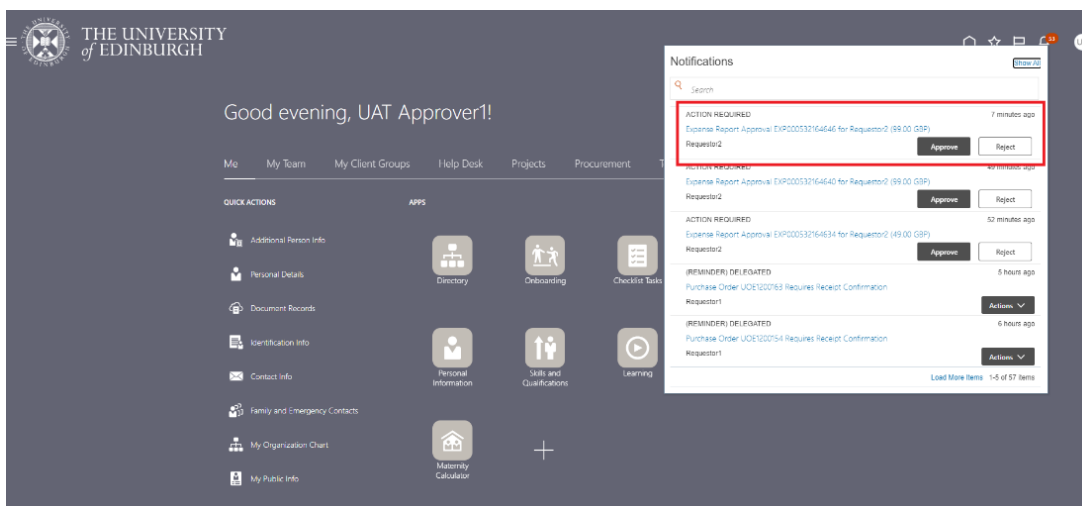 THE UNIVERSITY
of EDINBURGH
33
Good evening, UAT Approver1!
Me My Team My Client Groups Help Desk Projects Procurement T
QUICK ACTIONS
Additional Person Info
Personal Details
Document Records
Identification Info
Contact Info
Family and Emergency Contacts
My Organization Chart
My Public Info
APPS
Directory
Onboarding
Checklist Tasks
Personal
Information
Skills and
Qualifications
Learning
Maternity
Calculator
Notifications
Show All
Search
ACTION REQUIRED 7 minutes ago
Expense Report Approval EXP000532164646 for Requestor2 (99.00 GBP)
Requestor2 Approve Reject
ACTION REQUIRED 49 minutes ago
Expense Report Approval EXP000532164640 for Requestor2 (99.00 GBP)
Requestor2 Approve Reject
ACTION REQUIRED 52 minutes ago
Expense Report Approval EXP000532164634 for Requestor2 (49.00 GBP)
Requestor2 Approve Reject
(REMINDER) DELEGATED 5 hours ago
Purchase Order UOE1200163 Requires Receipt Confirmation
Requestor1 Actions
(REMINDER) DELEGATED 6 hours ago
Purchase Order UOE1200154 Requires Receipt Confirmation
Requestor1 Actions
Load More Items 1-5 of 57 items